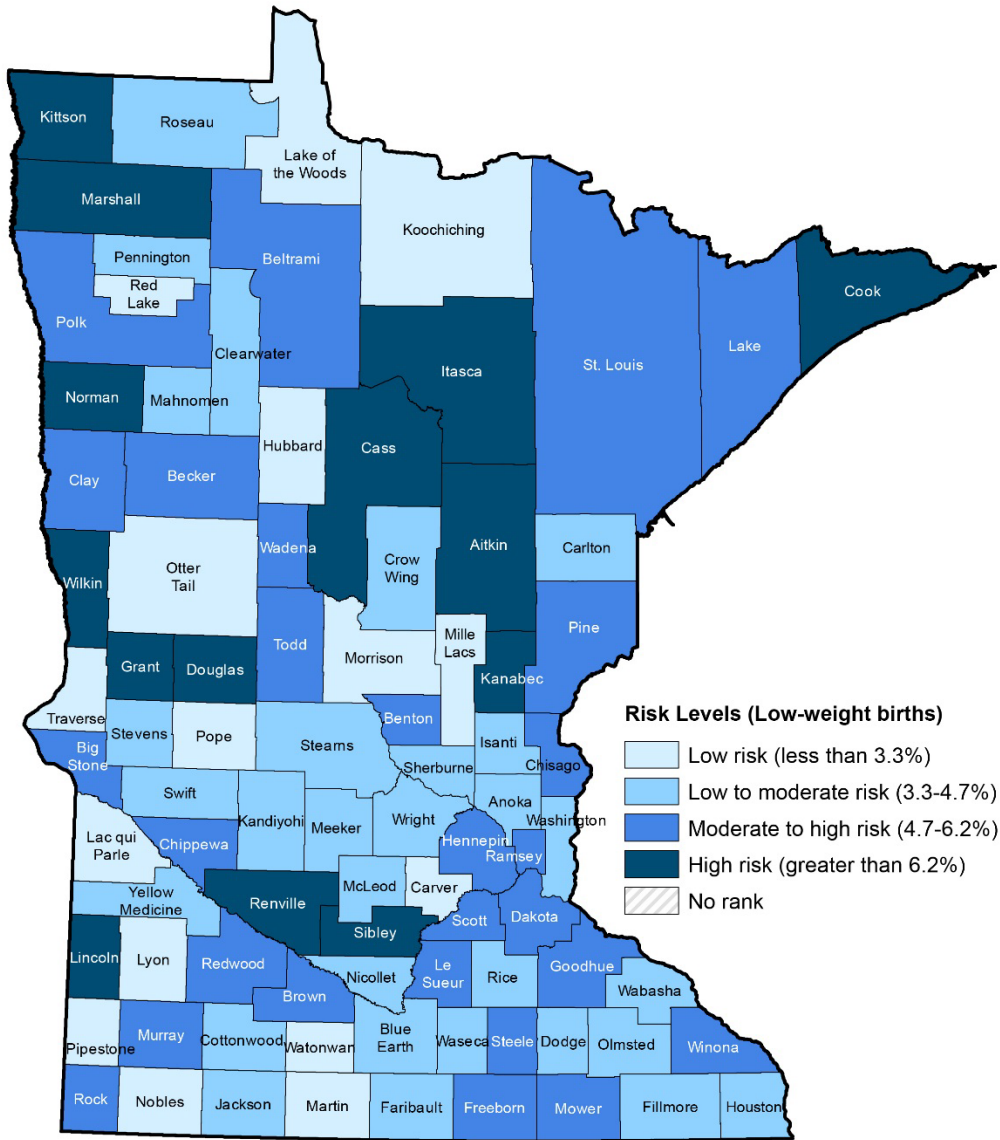 Kittson
Roseau
Lake of
the Woods
Marshall
Koochiching
Pennington
Beltrami
Red
Lake
Polk
Cook
Clearwater
Itasca
St. Louis
Lake
Norman
Mahnomen
Hubbard
Cass
Clay
Becker
Wadena
Aitkin
Carlton
Crow
Wing
Otter
Tail
Wilkin
Pine
Todd
Mille
Lacs
Morrison
Grant
Douglas
Kanabec
Traverse
Benton
Stevens
Pope
Stearns
Isanti
Big
Stone
Chisago
Sherburne
Swift
Anoka
Kandiyohi
Meeker
Wright
Washington
Lac qui
Parle
Chippewa
Hennepin
Ramsey
McLeod
Carver
Yellow
Medicine
Renville
Scott
Dakota
Sibley
Lincoln
Lyon
Redwood
Nicollet
Le
Sueur
Rice
Goodhue
Brown
Wabasha
Pipestone
Murray
Cottonwood
Watonwan
Blue
Earth
Waseca
Steele
Dodge
Olmsted
Winona
Rock
Nobles
Jackson
Martin
Faribault
Freeborn
Mower
Fillmore
Houston
Risk Levels (Low-weight births)
Low risk (less than 3.3%)
Low to moderate risk (3.3-4.7%)
Moderate to high risk (4.7-6.2%)
High risk (greater than 6.2%)
No rank